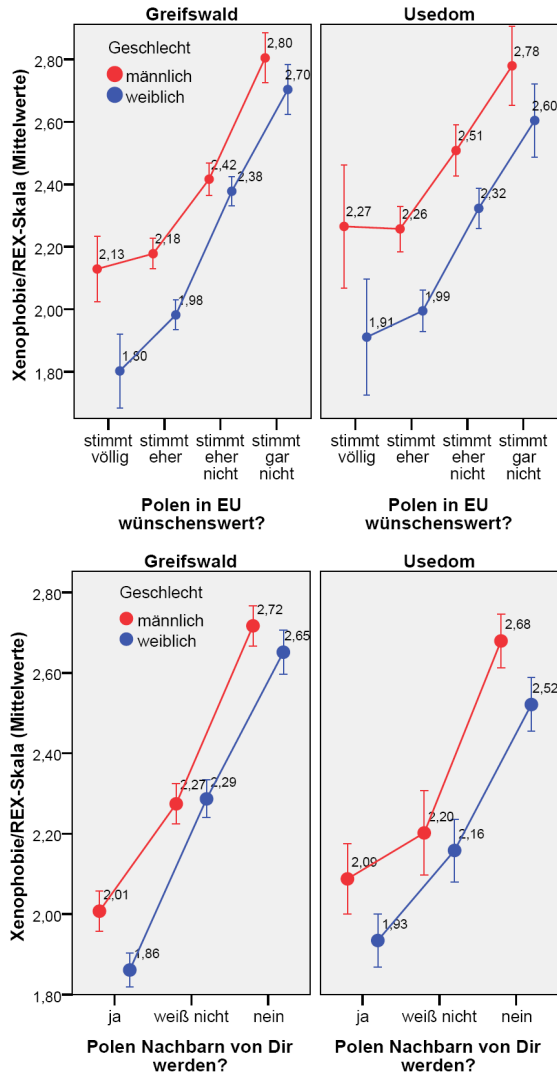 Greifswald
Usedom
Xenophobie/REX-Skala (Mittelwerte)
2,80
2,60
2,40
2,20
2,00
1,80
Geschlecht
männlich
weiblich
2,13
2,18
2,42
2,80
1,80
1,98
2,38
2,70
2,27
2,26
2,51
2,78
1,91
1,99
2,32
2,60
stimmt völlig
stimmt eher
stimmt eher nicht
stimmt gar nicht
stimmt völlig
stimmt eher
stimmt eher nicht
stimmt gar nicht
Polen in EU
wünschenswert?
Polen in EU
wünschenswert?
Greifswald
Usedom
Xenophobie/REX-Skala (Mittelwerte)
2,80
2,60
2,40
2,20
2,00
1,80
Geschlecht
männlich
weiblich
2,01
2,27
2,72
1,86
2,29
2,65
2,09
2,20
2,68
1,93
2,16
2,52
ja
weiß nicht
nein
ja
weiß nicht
nein
Polen Nachbarn von Dir
werden?
Polen Nachbarn von Dir
werden?